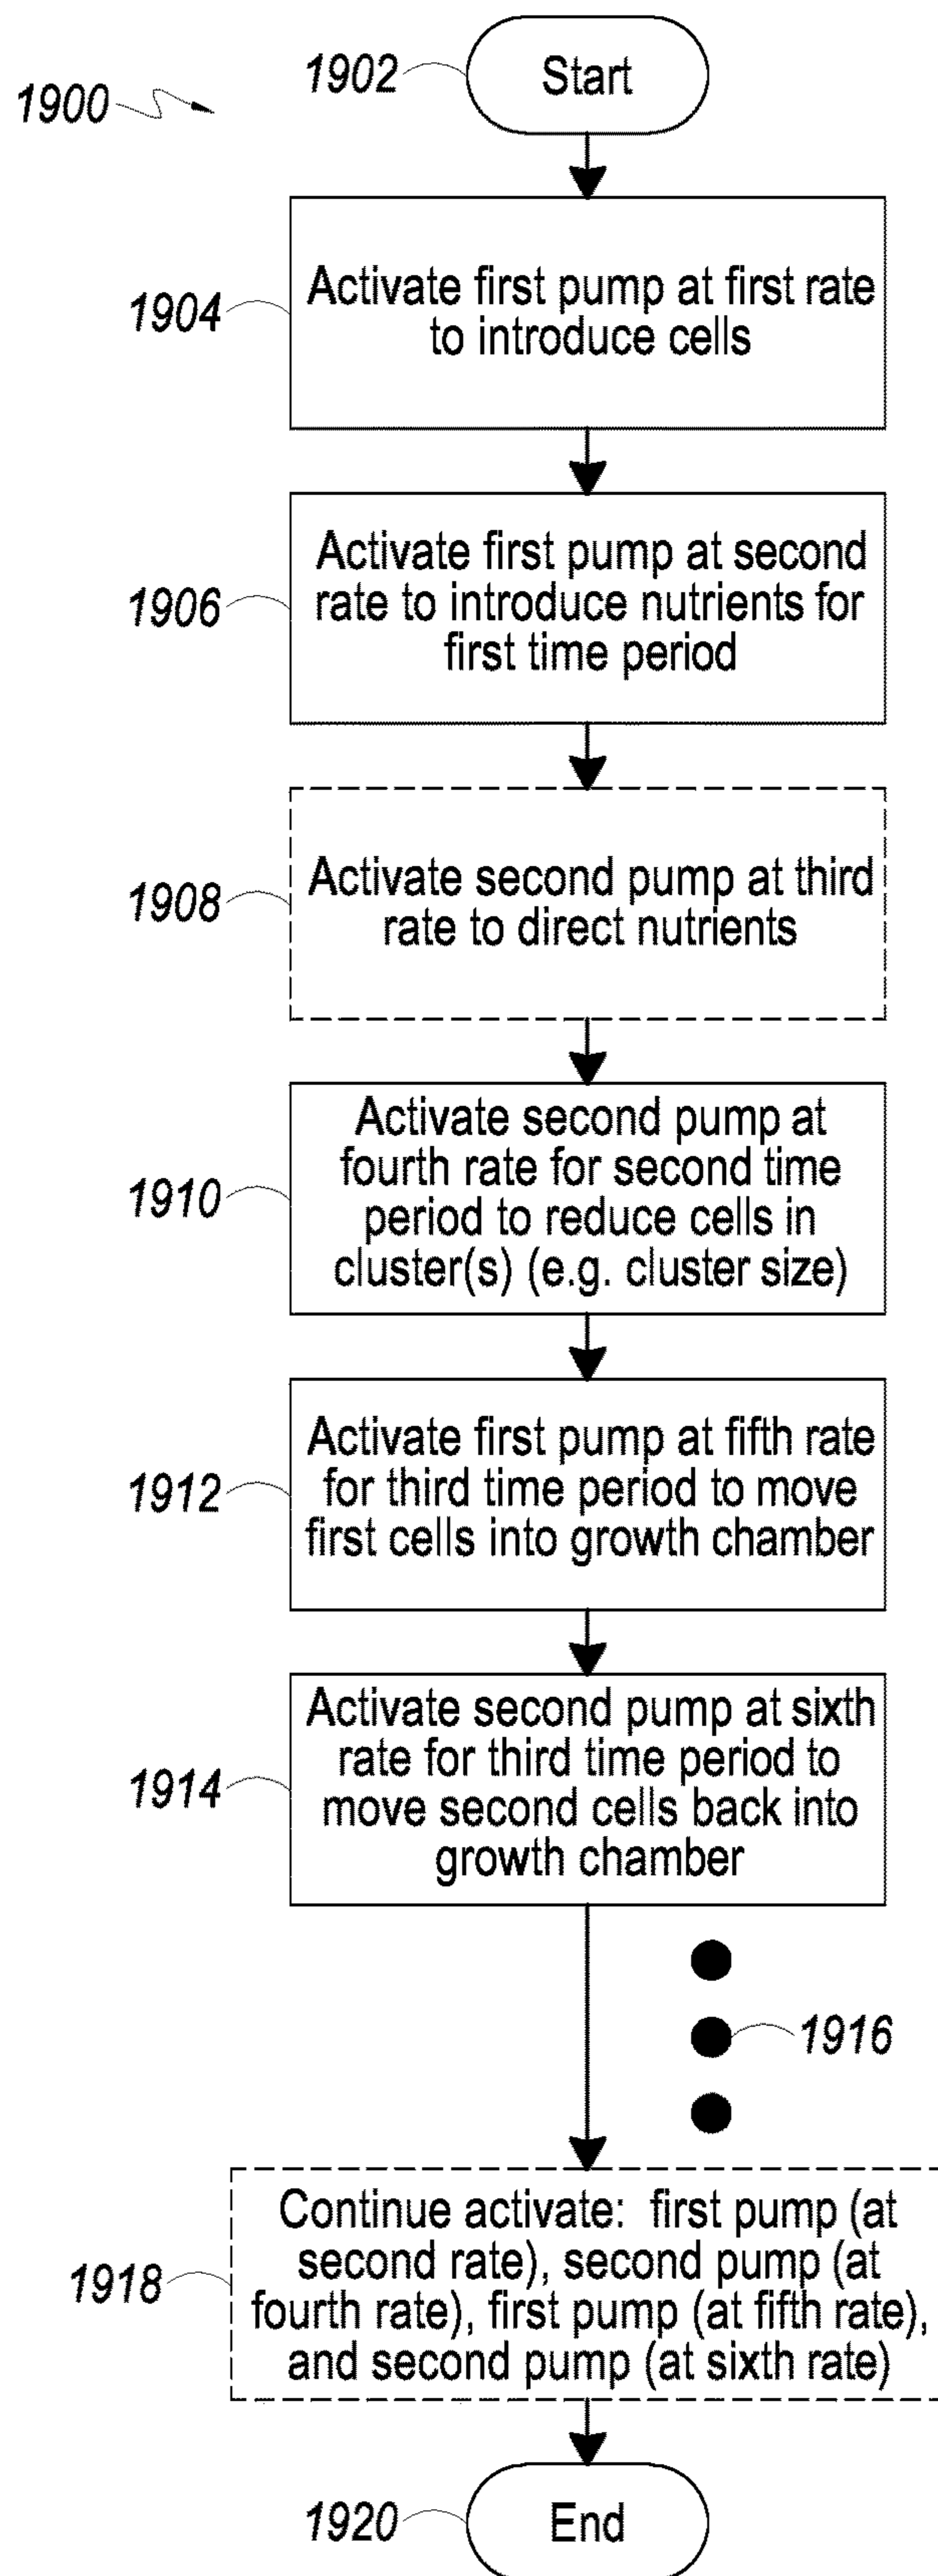 1900
1902
Start
1904
Activate first pump at first rate
to introduce cells
1906
Activate first pump at second
rate to introduce nutrients for
first time period
1908
Activate second pump at third
rate to direct nutrients
1910
Activate second pump at
fourth rate for second time
period to reduce cells in
cluster(s) (e.g. cluster size)
1912
Activate first pump at fifth rate
for third time period to move
first cells into growth chamber
1914
Activate second pump at sixth
rate for third time period to
move second cells back into
growth chamber
1916
1918
Continue activate: first pump (at
second rate), second pump (at
fourth rate), first pump (at fifth rate),
and second pump (at sixth rate)
1920
End